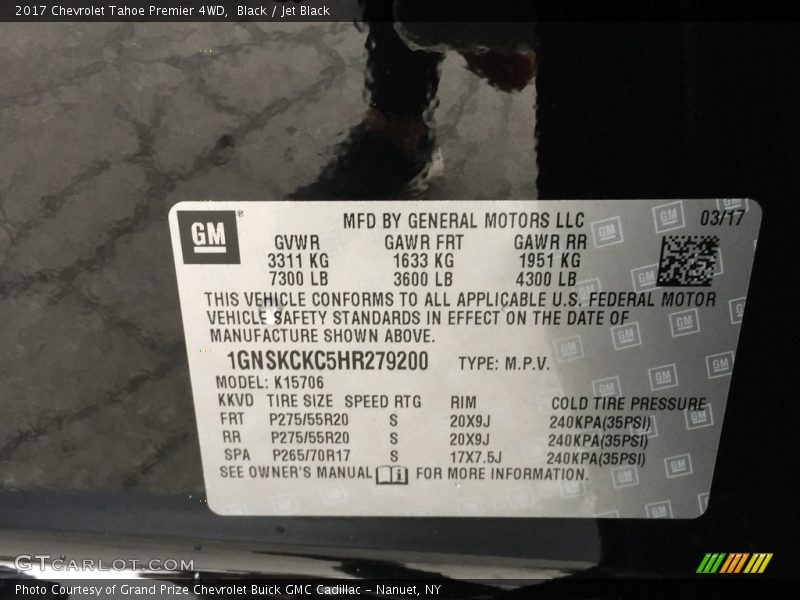 2017 Chevrolet Tahoe Premier 4WD, Black / Jet Black
GM
MFD BY GENERAL MOTORS LLC
03/17
GVWR GAWR FRT GAWR RR
3311 KG 1633 KG 1951 KG
7300 LB 3600 LB 4300 LB
THIS VEHICLE CONFORMS TO ALL APPLICABLE U.S. FEDERAL MOTOR
VEHICLE SAFETY STANDARDS IN EFFECT ON THE DATE OF
MANUFACTURE SHOWN ABOVE.
1GNSKCKC5HR279200 TYPE: M.P.V.
MODEL: K15706
KKVD TIRE SIZE SPEED RTG RIM COLD TIRE PRESSURE
FRT P275/55R20 S 20X9J 240KPA(35PSI)
RR P275/55R20 S 20X9J 240KPA(35PSI)
SPA P265/70R17 S 17X7.5J 240KPA(35PSI)
SEE OWNER'S MANUAL FOR MORE INFORMATION.
GTCARLOT.COM
Photo Courtesy of Grand Prize Chevrolet Buick GMC Cadillac - Nanuet, NY